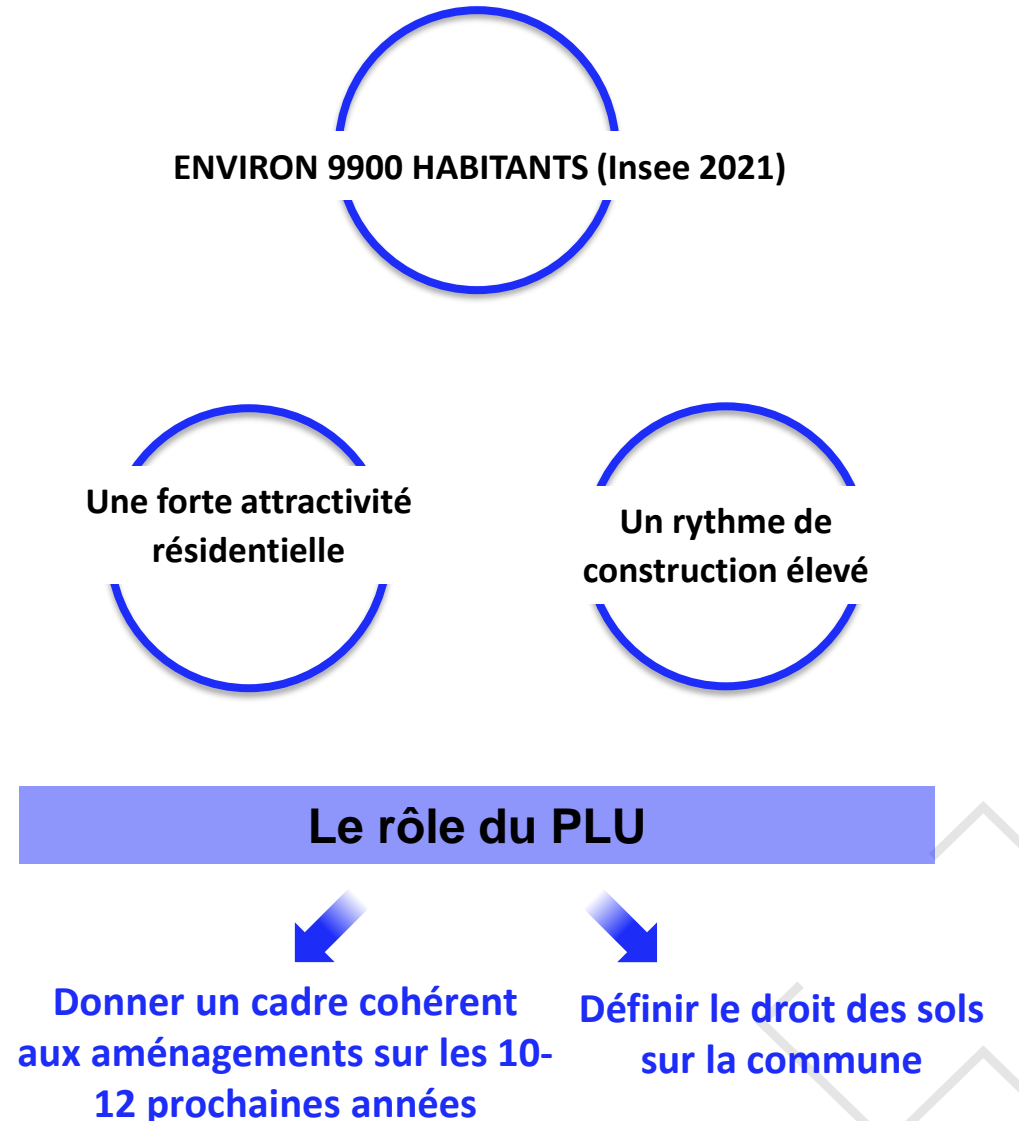 ENVIRON 9900 HABITANTS (Insee 2021)
Une forte attractivité
résidentielle
Un rythme de
construction élevé
Le rôle du PLU
Donner un cadre cohérent
aux aménagements sur les 10-
12 prochaines années
Définir le droit des sols
sur la commune